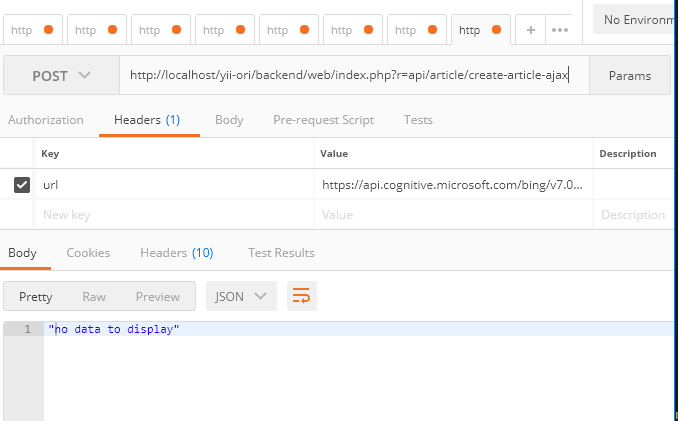 http http http http http http http http + ••• No Environm
POST http://localhost/yii-ori/backend/web/index.php?r=api/article/create-article-ajax Params
Authorization Headers (1) Body Pre-request Script Tests
Key Value Description
url https://api.cognitive.microsoft.com/bing/v7.0...
New key Value Description
Body Cookies Headers (10) Test Results
Pretty Raw Preview JSON
1 "no data to display"